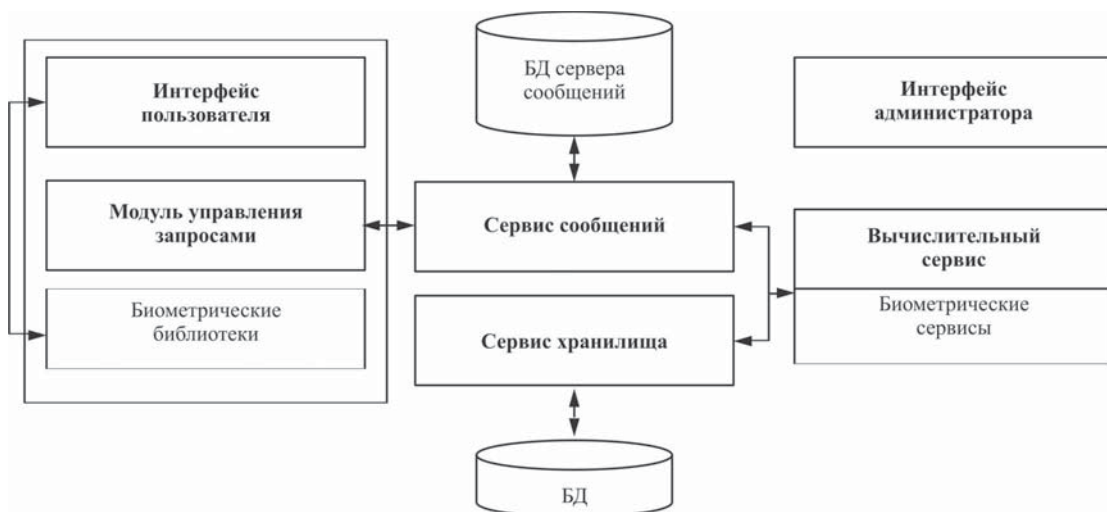 Интерфейс
пользователя
Модуль управления
запросами
Биометрические
библиотеки
БД сервера
сообщений
Сервис сообщений
Сервис хранилища
БД
Интерфейс
администратора
Вычислительный
сервис
Биометрические
сервисы